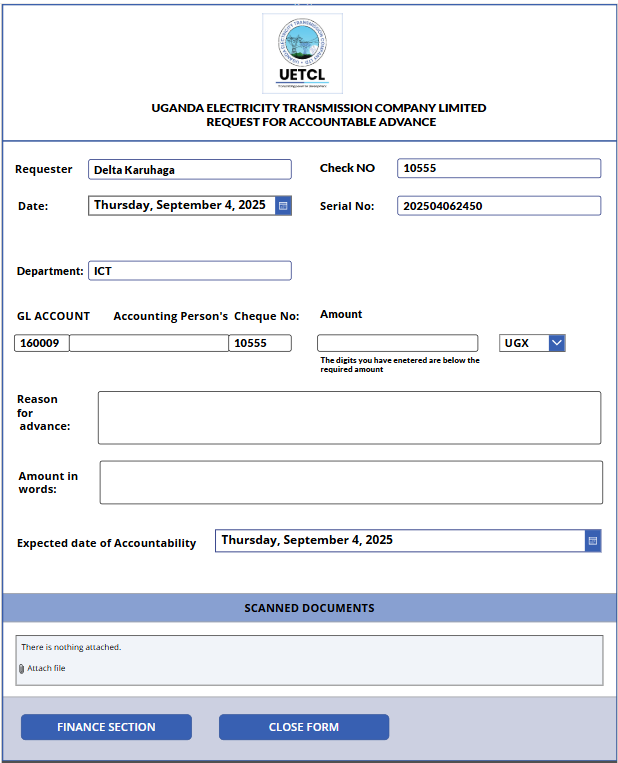 UETCL
UGANDA ELECTRICITY TRANSMISSION COMPANY LIMITED
REQUEST FOR ACCOUNTABLE ADVANCE
Requester Delta Karuhaga Check NO 10555
Date: Thursday, September 4, 2025 Serial No: 202504062450
Department: ICT
GL ACCOUNT Accounting Person's Cheque No: Amount
160009 10555 UGX
The digits you have enetered are below the
required amount
Reason
for
advance:
Amount in
words:
Expected date of Accountability Thursday, September 4, 2025
SCANNED DOCUMENTS
There is nothing attached.
Attach file
FINANCE SECTION CLOSE FORM